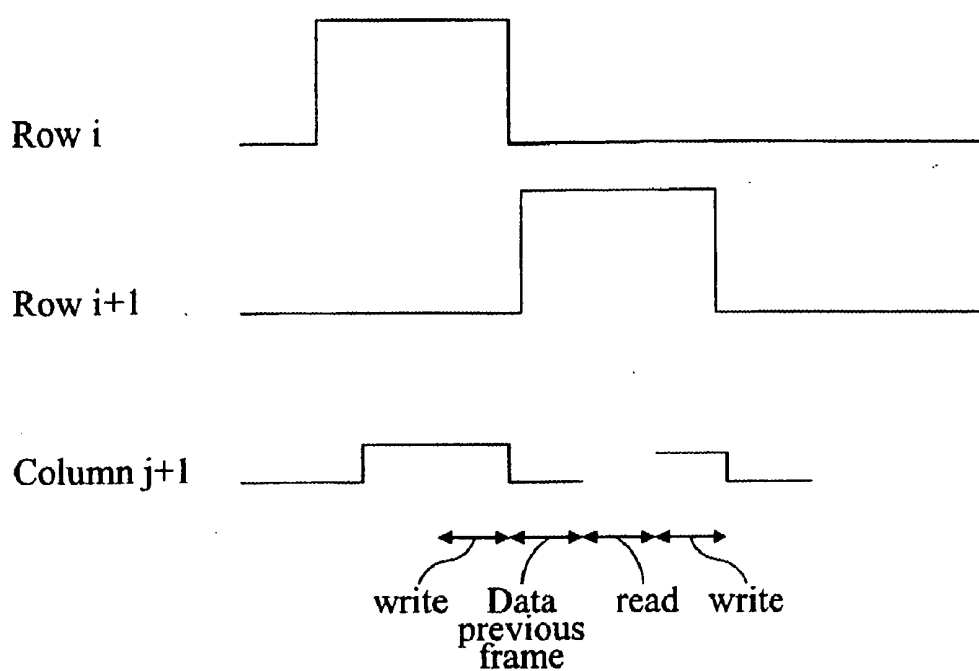 Row i
Row i+1
Column j+1
write Data read write
previous
frame